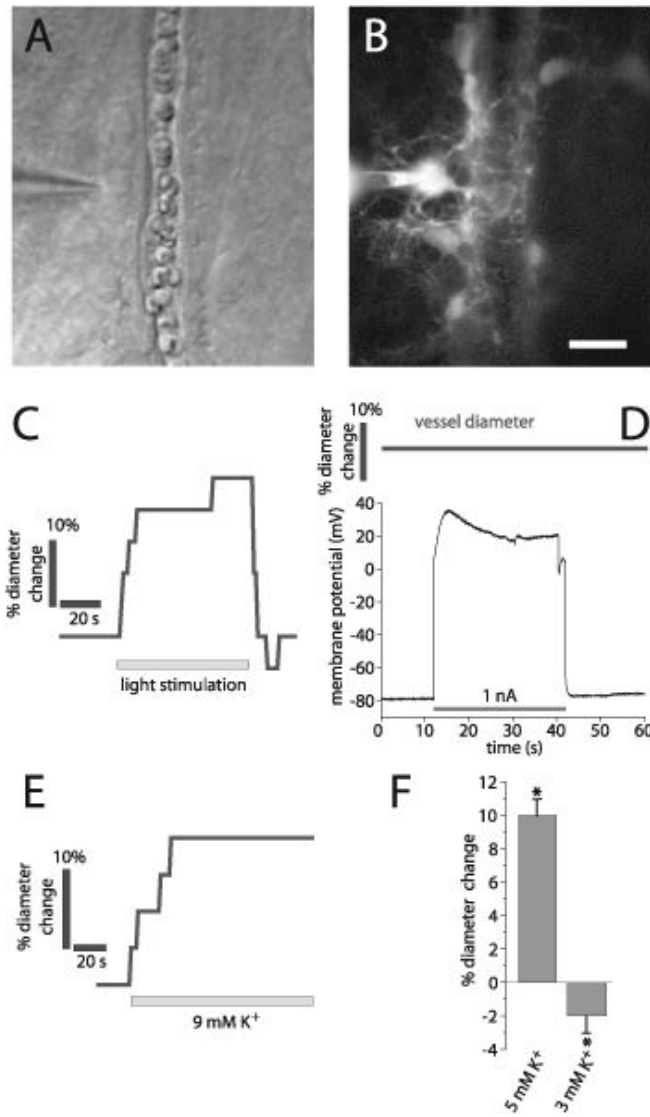 A
B
C
10%
% diameter
change
20 s
light stimulation
10%
% diameter
change
vessel diameter
D
membrane potential (mV)
40
20
0
-20
-40
-60
-80
1 nA
0 10 20 30 40 50 60
time (s)
E
10%
% diameter
change
20 s
9 mM K⁺
F
% diameter change
12
10
8
6
4
2
0
-2
-4
*
*
5 mM K⁺
3 mM K⁺